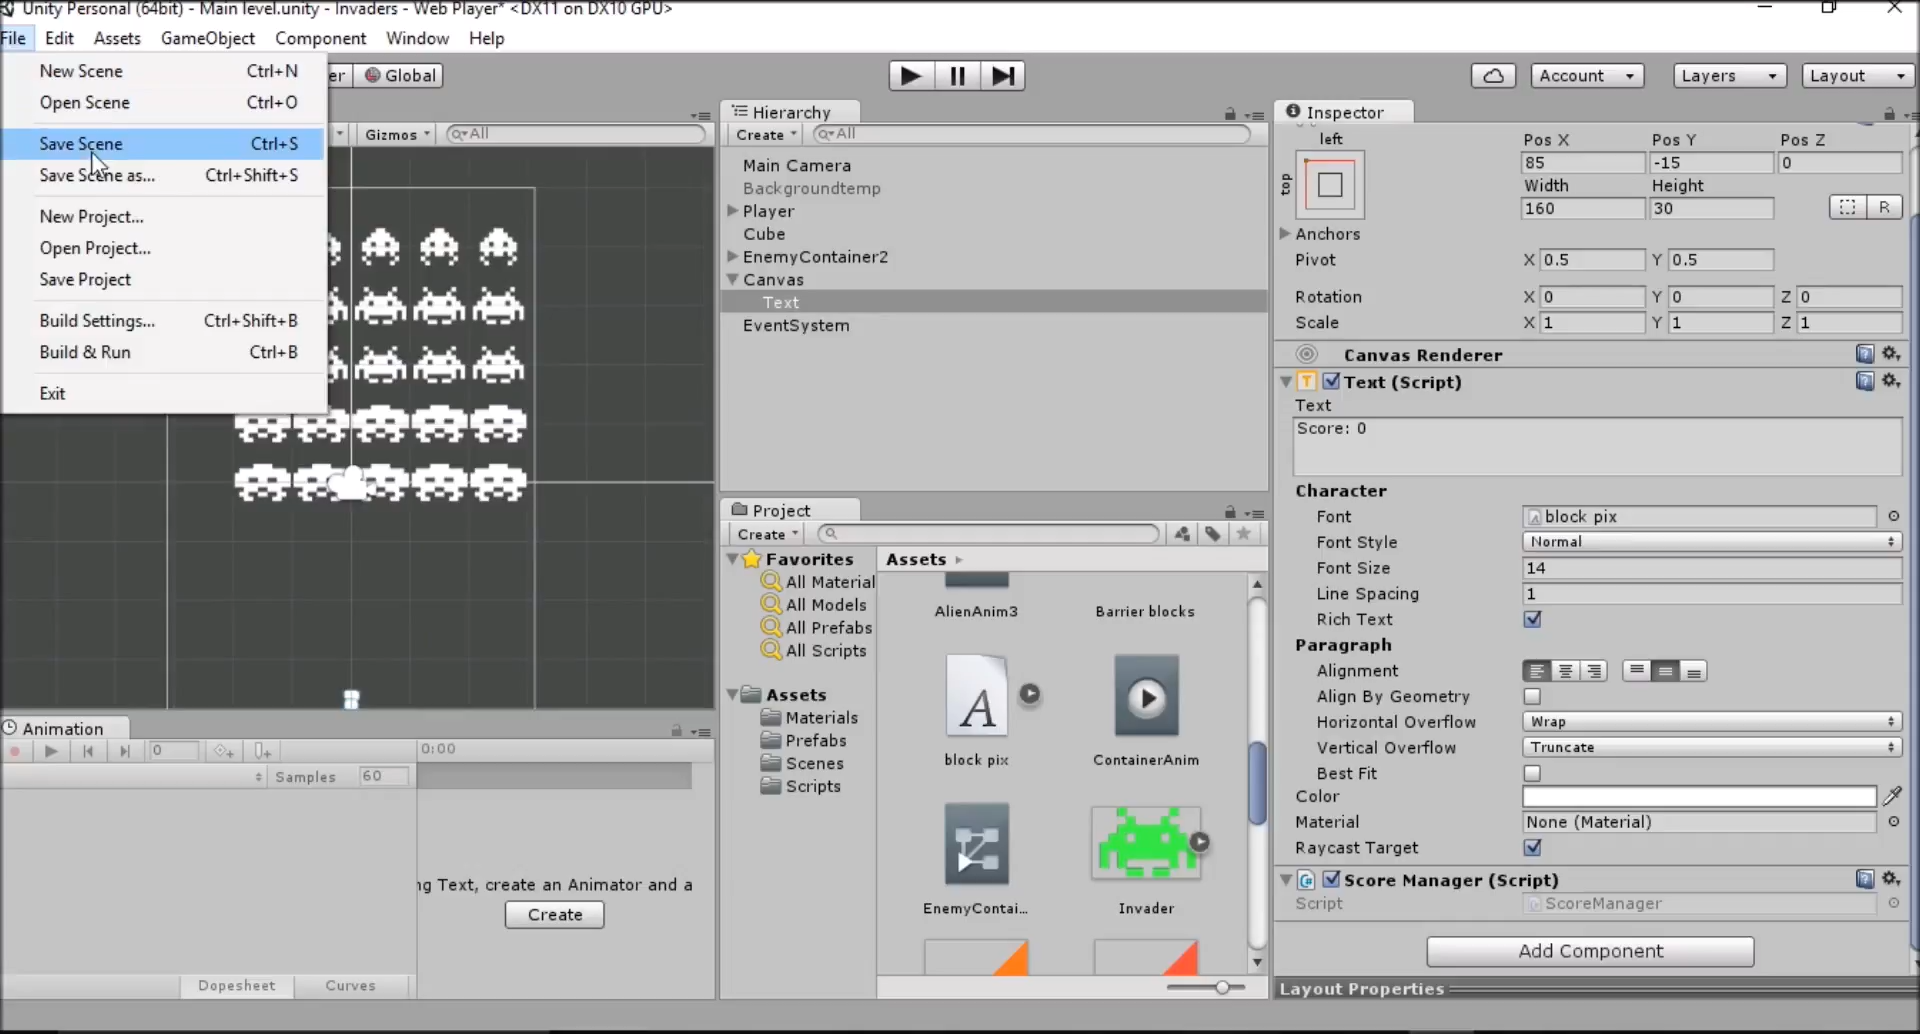 Unity Personal (64bit) - Main level.unity - Invaders - Web Player* <DX11 on DX10 GPU>
File Edit Assets GameObject Component Window Help
New Scene Ctrl+N
Open Scene Ctrl+O
Save Scene Ctrl+S
Save Scene as... Ctrl+Shift+S
New Project...
Open Project...
Save Project
Build Settings... Ctrl+Shift+B
Build & Run Ctrl+B
Exit
er Global
Account Layers Layout
Gizmos All
Hierarchy
Create All
Main Camera
Backgroundtemp
Player
Cube
EnemyContainer2
Canvas
Text
EventSystem
Project
Create
Favorites
All Material
All Models
All Prefabs
All Scripts
Assets
Materials
Prefabs
Scenes
Scripts
Assets
AlienAnim3 Barrier blocks
block pix ContainerAnim
EnemyContai... Invader
Animation
0 0:00
Samples 60
ng Text, create an Animator and a
Create
Dopesheet Curves
Inspector
left Pos X Pos Y Pos Z
top 85 -15 0
Width Height
160 30 R
Anchors
Pivot X 0.5 Y 0.5
Rotation X 0 Y 0 Z 0
Scale X 1 Y 1 Z 1
Canvas Renderer
Text (Script)
Text
Score: 0
Character
Font block pix
Font Style Normal
Font Size 14
Line Spacing 1
Rich Text
Paragraph
Alignment
Align By Geometry
Horizontal Overflow Wrap
Vertical Overflow Truncate
Best Fit
Color
Material None (Material)
Raycast Target
Score Manager (Script)
Script ScoreManager
Add Component
Layout Properties